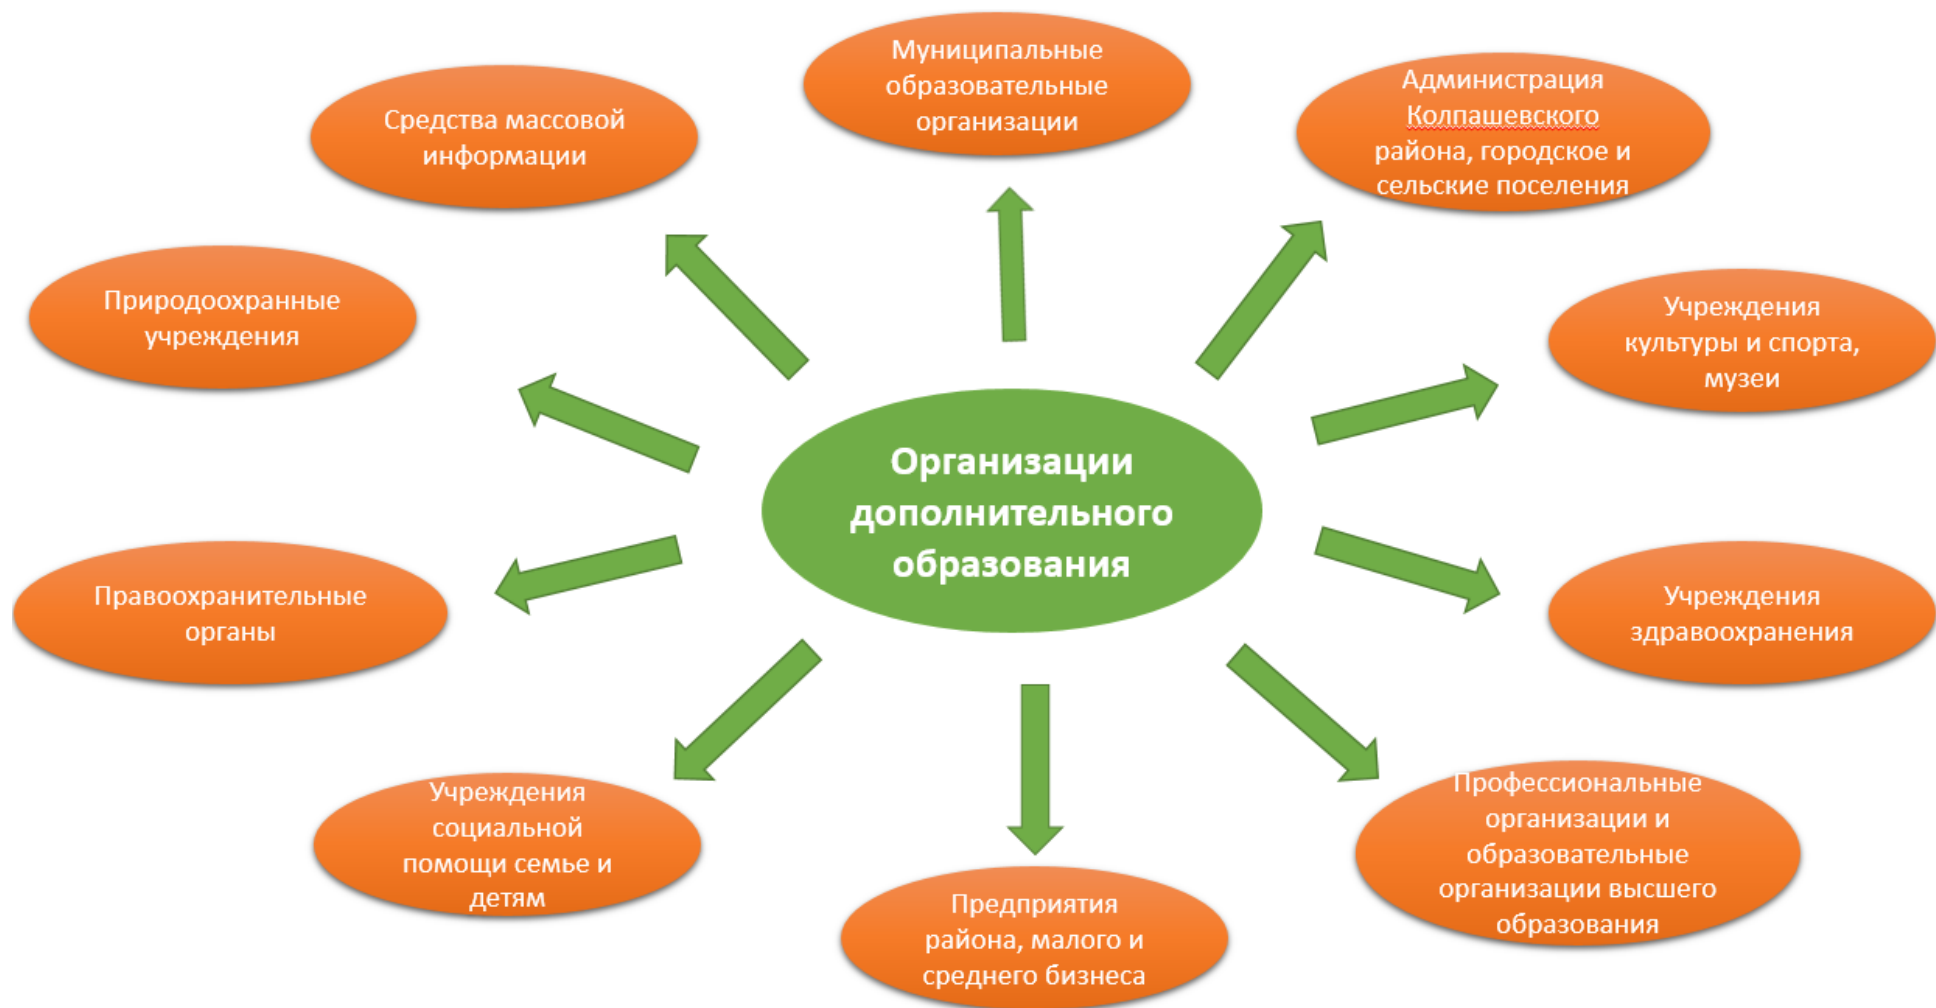 Муниципальные
образовательные
организации
Средства массовой
информации
Администрация
Колпашевского
района, городское и
сельские поселения
Природоохранные
учреждения
Учреждения
культуры и спорта,
музеи
Организации
дополнительного
образования
Правоохранительные
органы
Учреждения
здравоохранения
Учреждения
социальной
помощи семье и
детям
Предприятия
района, малого и
среднего бизнеса
Профессиональные
организации и
образовательные
организации высшего
образования